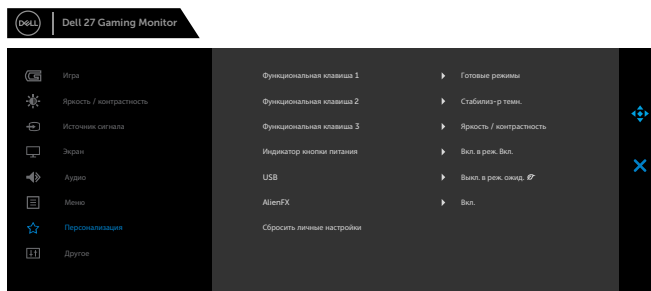 DELL Dell 27 Gaming Monitor
Игра Функциональная клавиша 1 Готовые режимы
Яркость / контрастность Функциональная клавиша 2 Стабилиз-р темн.
Источник сигнала Функциональная клавиша 3 Яркость / контрастность
Экран Индикатор кнопки питания Вкл. в реж. Вкл.
Аудио USB Выкл. в реж. ожид.
Меню AlienFX Вкл.
Персонализация Сбросить личные настройки
Другое